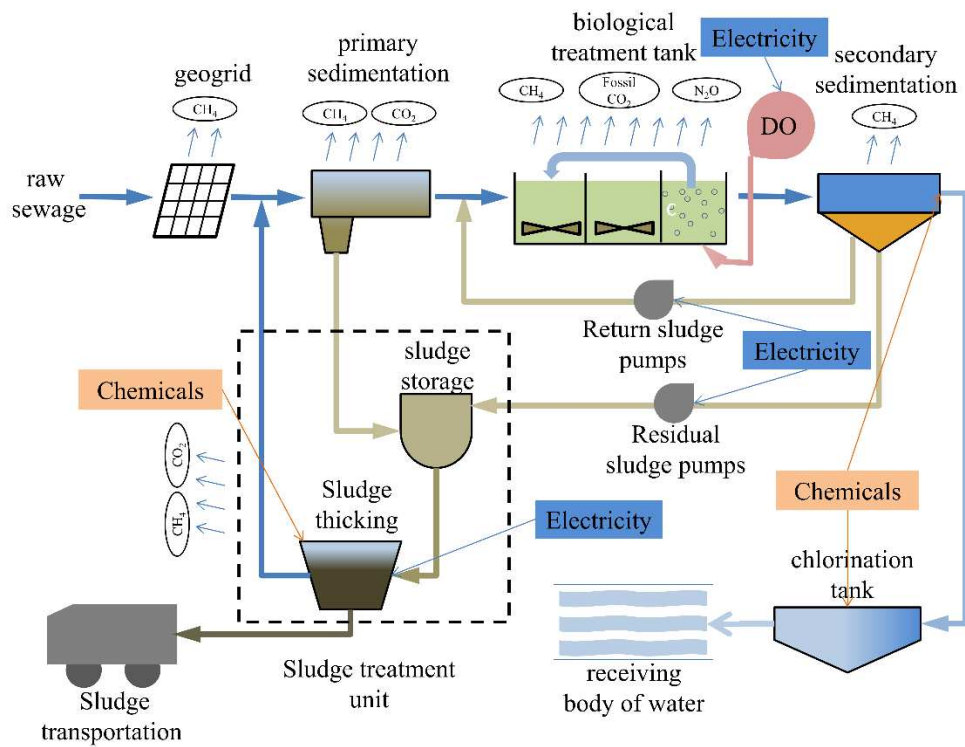 Electricity
biological
treatment tank
primary
sedimentation
secondary
sedimentation
geogrid
CH₄
CH₄
CO₂
CH₄
Fossil
CO₂
N₂O
CH₄
DO
raw
sewage
e
Return sludge
pumps
Electricity
sludge
storage
Chemicals
Residual
sludge pumps
CO₂
CH₄
Sludge
thicking
Electricity
Chemicals
chlorination
tank
Sludge treatment
unit
receiving
body of water
Sludge
transportation